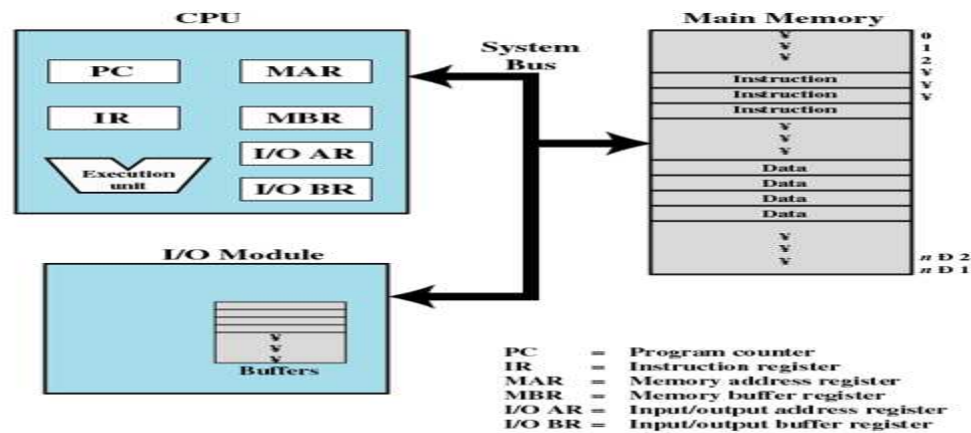 CPU
PC
MAR
IR
MBR
I/O AR
Execution
unit
I/O BR
System
Bus
Main Memory
¥
¥
¥
Instruction
Instruction
Instruction
¥
¥
¥
Data
Data
Data
Data
¥
¥
¥
0
1
2
¥
¥
¥
n Ð 2
n Ð 1
I/O Module
¥
¥
¥
Buffers
PC = Program counter
IR = Instruction register
MAR = Memory address register
MBR = Memory buffer register
I/O AR = Input/output address register
I/O BR = Input/output buffer register